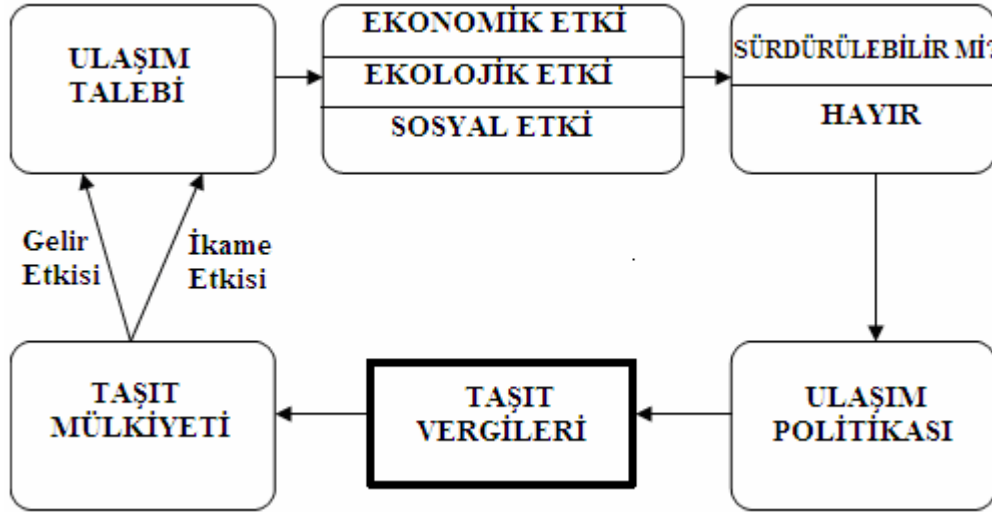 ULAŞIM
TALEBİ
EKONOMİK ETKİ
EKOLOJİK ETKİ
SOSYAL ETKİ
SÜRDÜRÜLEBİLİR Mİ?
HAYIR
Gelir
Etkisi
İkame
Etkisi
TAŞIT
MÜLKİYETİ
TAŞIT
VERGİLERİ
ULAŞIM
POLİTİKASI